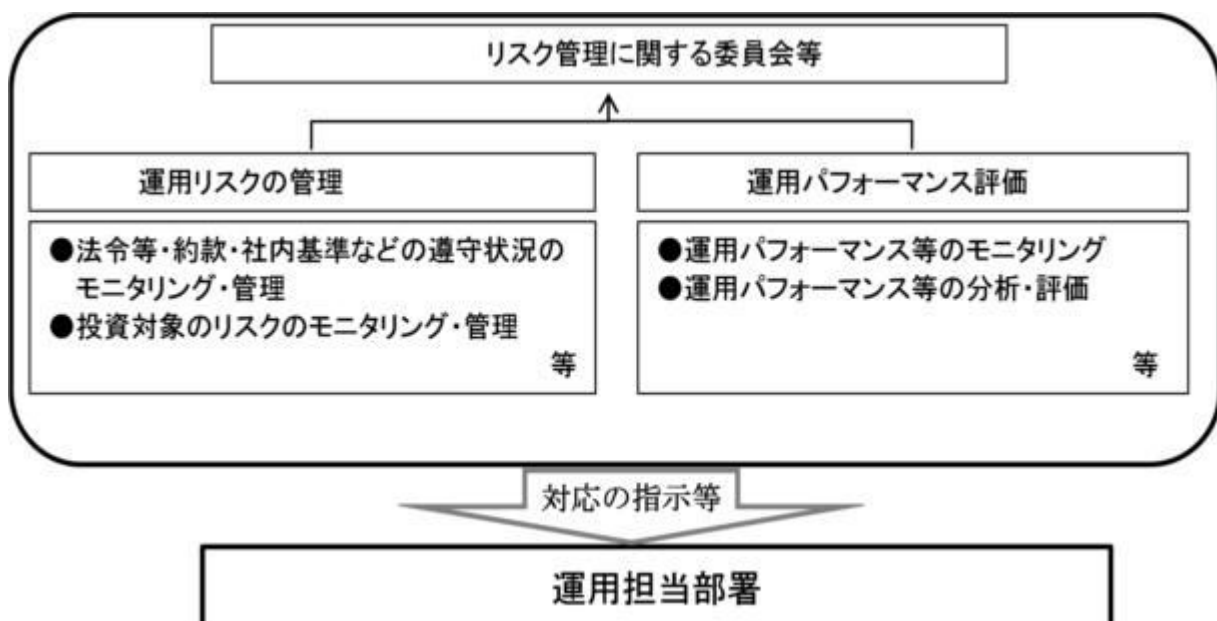 リスク管理に関する委員会等
運用リスクの管理
●法令等・約款・社内基準などの遵守状況の
モニタリング・管理
●投資対象のリスクのモニタリング・管理
等
運用パフォーマンス評価
●運用パフォーマンス等のモニタリング
●運用パフォーマンス等の分析・評価
等
対応の指示等
運用担当部署